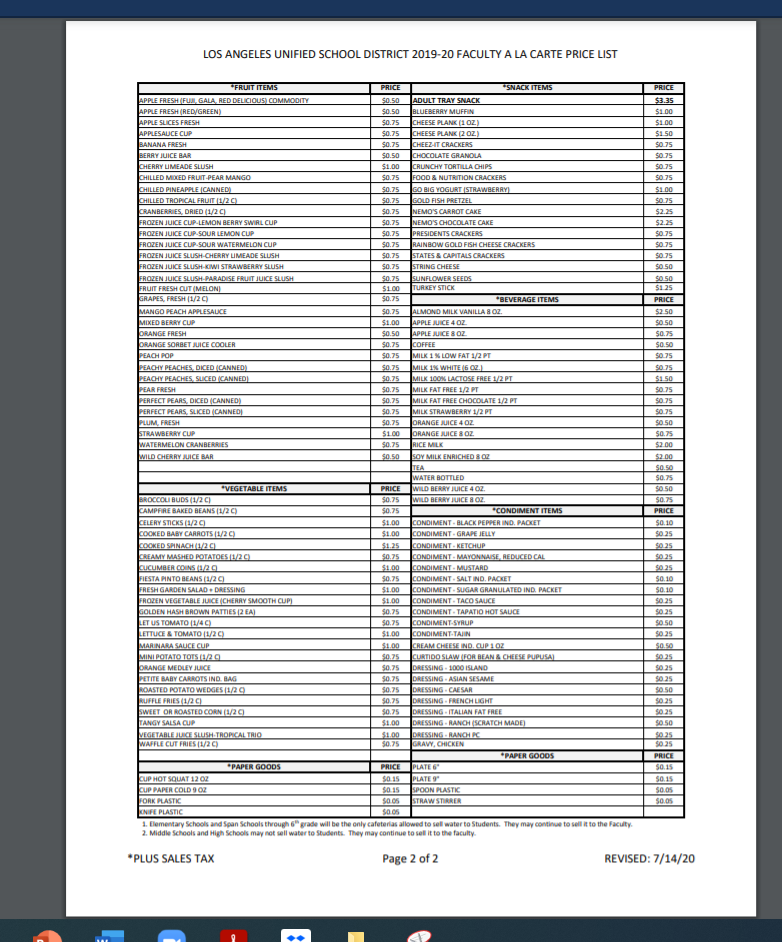 LOS ANGELES UNIFIED SCHOOL DISTRICT 2019-20 FACULTY A LA CARTE PRICE LIST
*FRUIT ITEMS PRICE *SNACK ITEMS PRICE
APPLE FRESH (FUJI, GALA, RED DELICIOUS) COMMODITY $0.50 ADULT TRAY SNACK $3.35
APPLE FRESH (RED/GREEN) $0.50 BLUEBERRY MUFFIN $1.00
APPLE SLICES FRESH $0.75 CHEESE PLANK (1 OZ.) $1.00
APPLESAUCE CUP $0.75 CHEESE PLANK (2 OZ.) $1.50
BANANA FRESH $0.75 CHEEZ-IT CRACKERS $0.75
BERRY JUICE BAR $0.50 CHOCOLATE GRANOLA $0.75
CHERRY LIMEADE SLUSH $1.00 CRUNCHY TORTILLA CHIPS $0.75
CHILLED MIXED FRUIT-PEAR MANGO $0.75 FOOD & NUTRITION CRACKERS $0.75
CHILLED PINEAPPLE (CANNED) $0.75 GO BIG YOGURT (STRAWBERRY) $1.00
CHILLED TROPICAL FRUIT (1/2 C) $0.75 GOLD FISH PRETZEL $0.75
CRANBERRIES, DRIED (1/2 C) $0.75 NEMO'S CARROT CAKE $2.25
FROZEN JUICE CUP-LEMON BERRY SWIRL CUP $0.75 NEMO'S CHOCOLATE CAKE $2.25
FROZEN JUICE CUP-SOUR LEMON CUP $0.75 PRESIDENTS CRACKERS $0.75
FROZEN JUICE CUP-SOUR WATERMELON CUP $0.75 RAINBOW GOLD FISH CHEESE CRACKERS $0.75
FROZEN JUICE SLUSH-CHERRY LIMEADE SLUSH $0.75 STATES & CAPITALS CRACKERS $0.75
FROZEN JUICE SLUSH-KIWI STRAWBERRY SLUSH $0.75 STRING CHEESE $0.50
FROZEN JUICE SLUSH-PARADISE FRUIT JUICE SLUSH $0.75 SUNFLOWER SEEDS $0.50
FRUIT FRESH CUT (MELON) $1.00 TURKEY STICK $1.25
GRAPES, FRESH (1/2 C) $0.75 *BEVERAGE ITEMS PRICE
MANGO PEACH APPLESAUCE $0.75 ALMOND MILK VANILLA 8 OZ. $2.50
MIXED BERRY CUP $1.00 APPLE JUICE 4 OZ. $0.50
ORANGE FRESH $0.50 APPLE JUICE 8 OZ. $0.75
ORANGE SORBET JUICE COOLER $0.75 COFFEE $0.50
PEACH POP $0.75 MILK 1 % LOW FAT 1/2 PT $0.75
PEACHY PEACHES, DICED (CANNED) $0.75 MILK 1% WHITE (6 OZ.) $0.75
PEACHY PEACHES, SLICED (CANNED) $0.75 MILK 100% LACTOSE FREE 1/2 PT $1.50
PEAR FRESH $0.75 MILK FAT FREE 1/2 PT $0.75
PERFECT PEARS, DICED (CANNED) $0.75 MILK FAT FREE CHOCOLATE 1/2 PT $0.75
PERFECT PEARS, SLICED (CANNED) $0.75 MILK STRAWBERRY 1/2 PT $0.75
PLUM, FRESH $0.75 ORANGE JUICE 4 OZ. $0.50
STRAWBERRY CUP $1.00 ORANGE JUICE 8 OZ. $0.75
WATERMELON CRANBERRIES $0.75 RICE MILK $2.00
WILD CHERRY JUICE BAR $0.50 SOY MILK ENRICHED 8 OZ $2.00
TEA $0.50
WATER BOTTLED $0.75
*VEGETABLE ITEMS PRICE WILD BERRY JUICE 4 OZ. $0.50
BROCCOLI BUDS (1/2 C) $0.75 WILD BERRY JUICE 8 OZ. $0.75
CAMPFIRE BAKED BEANS (1/2 C) $0.75 *CONDIMENT ITEMS PRICE
CELERY STICKS (1/2 C) $1.00 CONDIMENT - BLACK PEPPER IND. PACKET $0.10
COOKED BABY CARROTS (1/2 C) $1.00 CONDIMENT - GRAPE JELLY $0.25
COOKED SPINACH (1/2 C) $1.25 CONDIMENT - KETCHUP $0.25
CREAMY MASHED POTATOES (1/2 C) $0.75 CONDIMENT - MAYONNAISE, REDUCED CAL $0.25
CUCUMBER COINS (1/2 C) $1.00 CONDIMENT - MUSTARD $0.25
FIESTA PINTO BEANS (1/2 C) $0.75 CONDIMENT - SALT IND. PACKET $0.10
FRESH GARDEN SALAD + DRESSING $1.00 CONDIMENT - SUGAR GRANULATED IND. PACKET $0.10
FROZEN VEGETABLE JUICE (CHERRY SMOOTH CUP) $1.00 CONDIMENT - TACO SAUCE $0.25
GOLDEN HASH BROWN PATTIES (2 EA) $0.75 CONDIMENT - TAPATIO HOT SAUCE $0.25
LET US TOMATO (1/4 C) $0.75 CONDIMENT-SYRUP $0.50
LETTUCE & TOMATO (1/2 C) $1.00 CONDIMENT-TAJIN $0.25
MARINARA SAUCE CUP $1.00 CREAM CHEESE IND. CUP 1 OZ $0.50
MINI POTATO TOTS (1/2 C) $0.75 CURTIDO SLAW (FOR BEAN & CHEESE PUPUSA) $0.25
ORANGE MEDLEY JUICE $0.75 DRESSING - 1000 ISLAND $0.25
PETITE BABY CARROTS IND. BAG $0.75 DRESSING - ASIAN SESAME $0.25
ROASTED POTATO WEDGES (1/2 C) $0.75 DRESSING - CAESAR $0.50
RUFFLE FRIES (1/2 C) $0.75 DRESSING - FRENCH LIGHT $0.25
SWEET OR ROASTED CORN (1/2 C) $0.75 DRESSING - ITALIAN FAT FREE $0.25
TANGY SALSA CUP $1.00 DRESSING - RANCH (SCRATCH MADE) $0.50
VEGETABLE JUICE SLUSH-TROPICAL TRIO $1.00 DRESSING - RANCH PC $0.25
WAFFLE CUT FRIES (1/2 C) $0.75 GRAVY, CHICKEN $0.25
*PAPER GOODS PRICE
*PAPER GOODS PRICE PLATE 6" $0.15
CUP HOT SQUAT 12 OZ $0.15 PLATE 9" $0.15
CUP PAPER COLD 9 OZ $0.15 SPOON PLASTIC $0.05
FORK PLASTIC $0.05 STRAW STIRRER $0.05
KNIFE PLASTIC $0.05
1. Elementary Schools and Span Schools through 6th grade will be the only cafeterias allowed to sell water to Students. They may continue to sell it to the Faculty.
2. Middle Schools and High Schools may not sell water to Students. They may continue to sell it to the faculty.
*PLUS SALES TAX Page 2 of 2 REVISED: 7/14/20